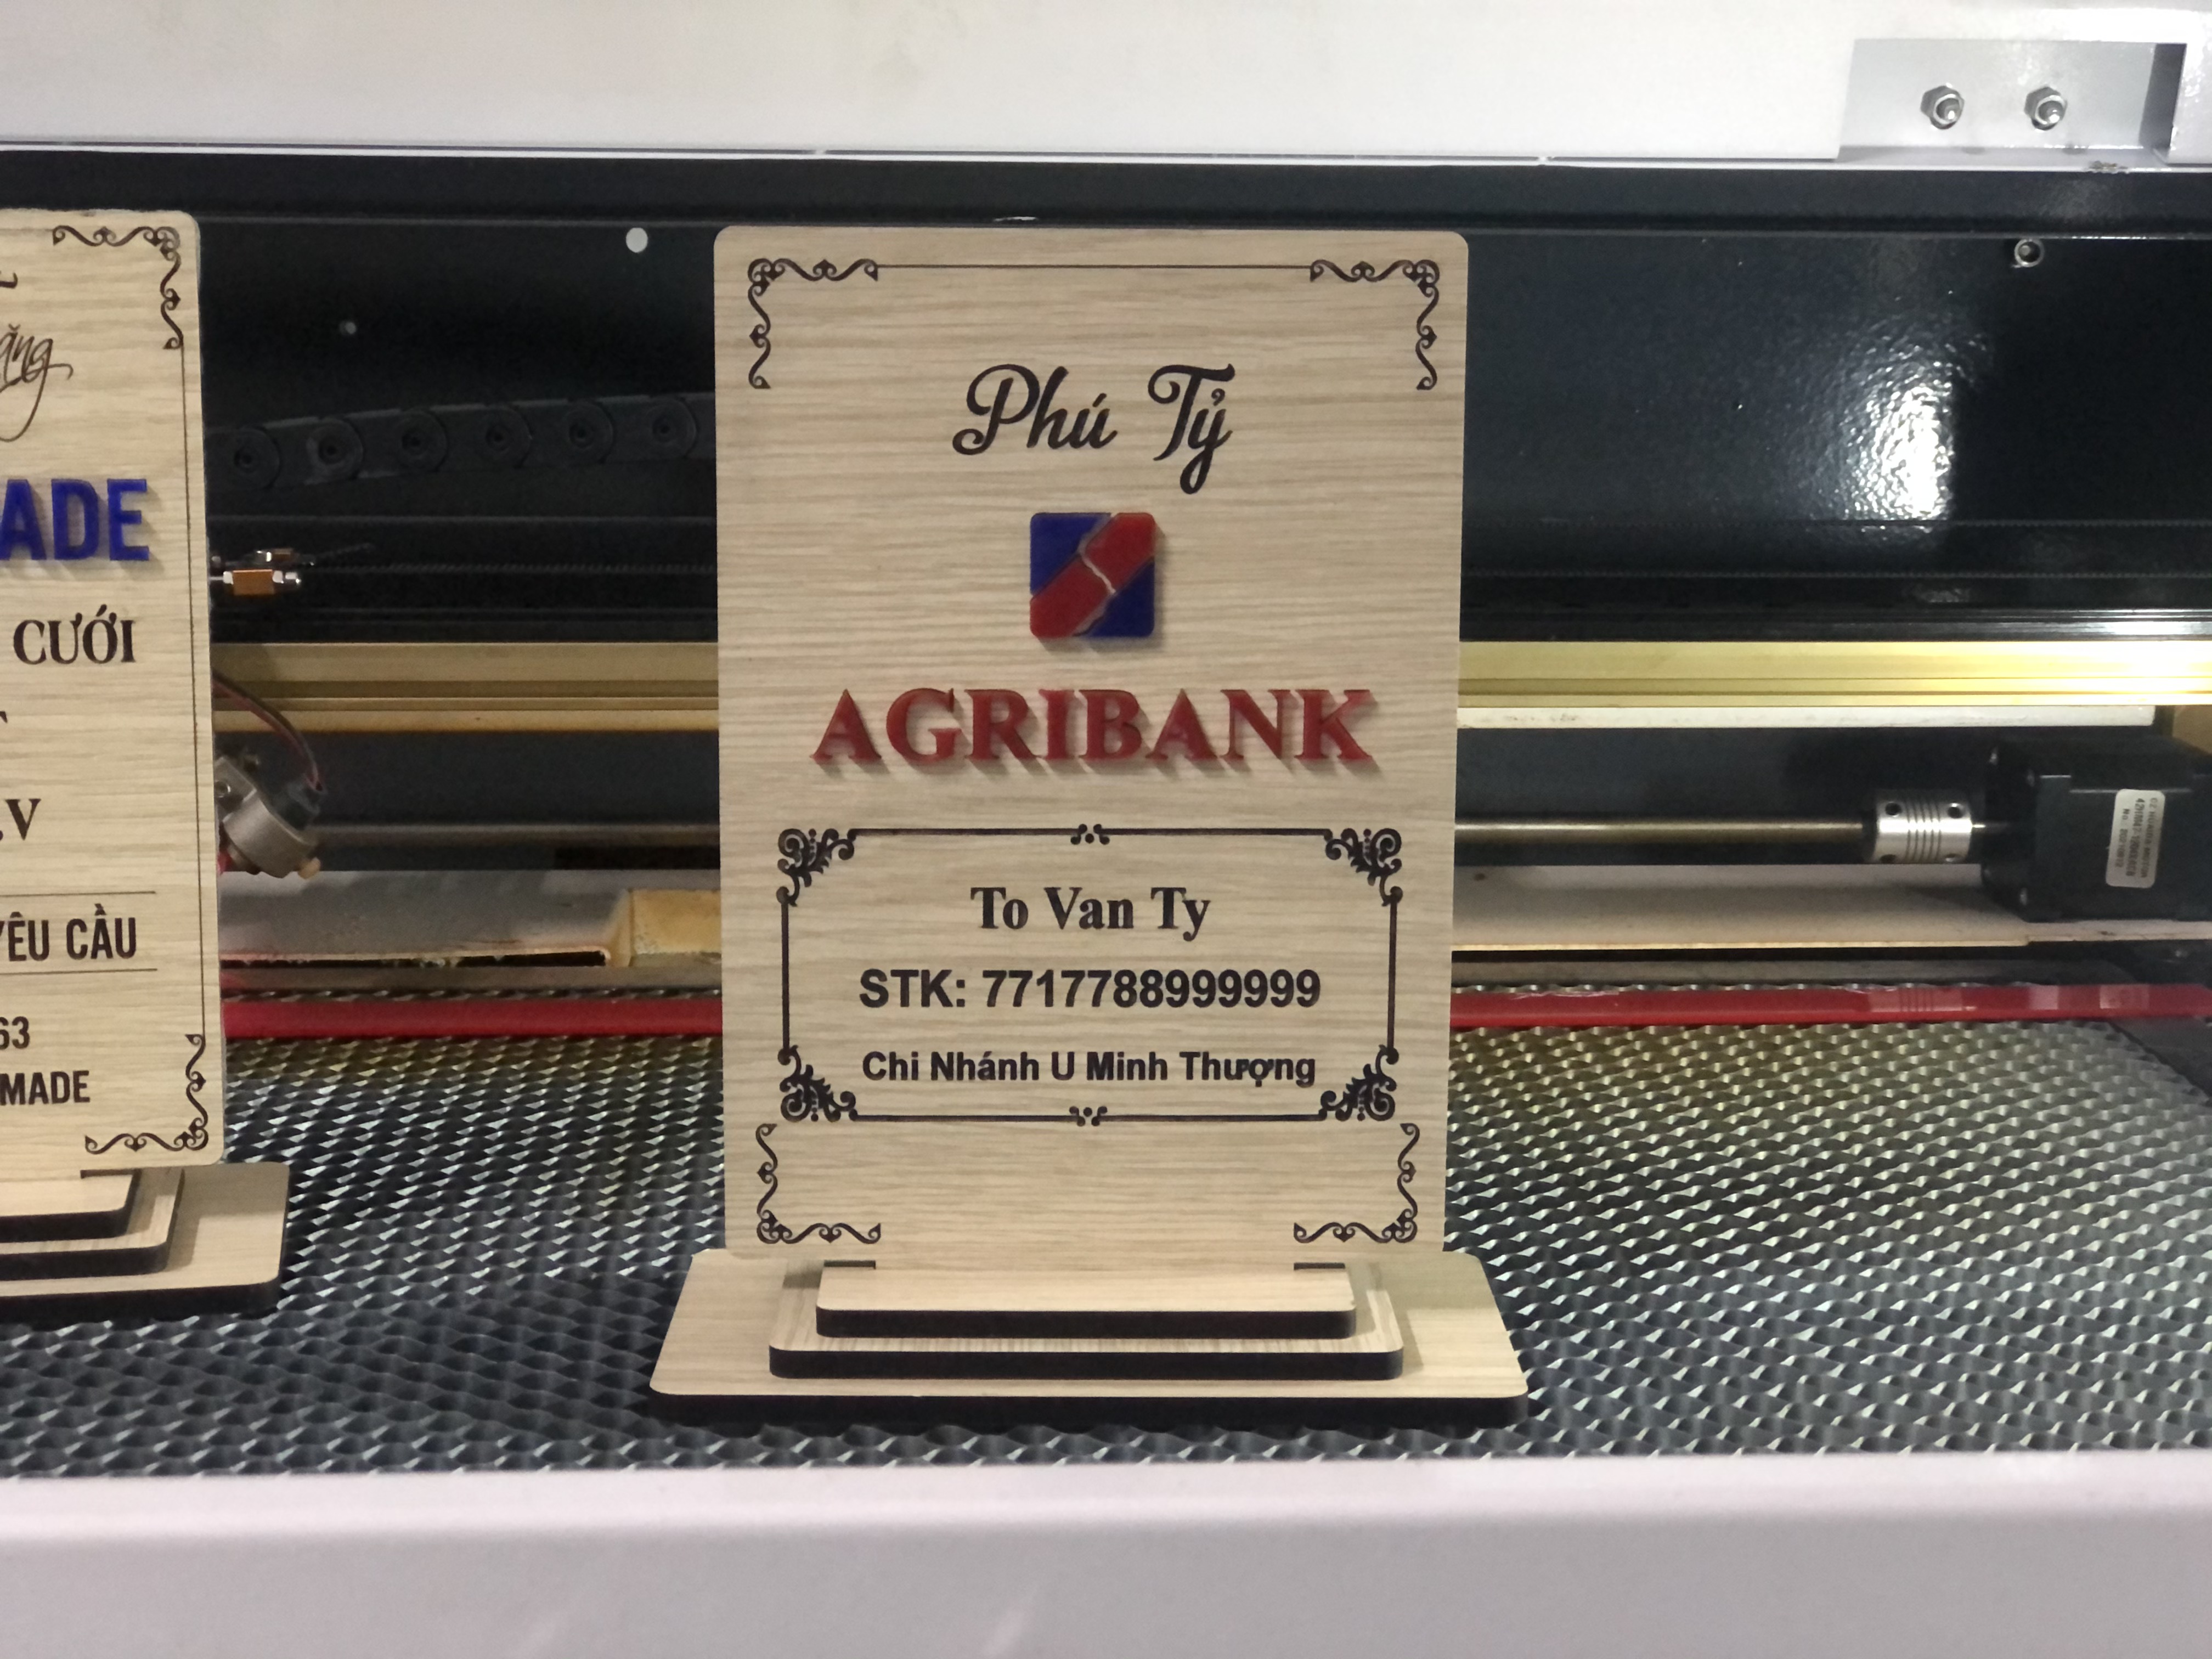 ADE
CƯỚI
.V
YÊU CẦU
63
MADE
Phú Tỷ
AGRIBANK
To Van Ty
STK: 7717788999999
Chi Nhánh U Minh Thượng